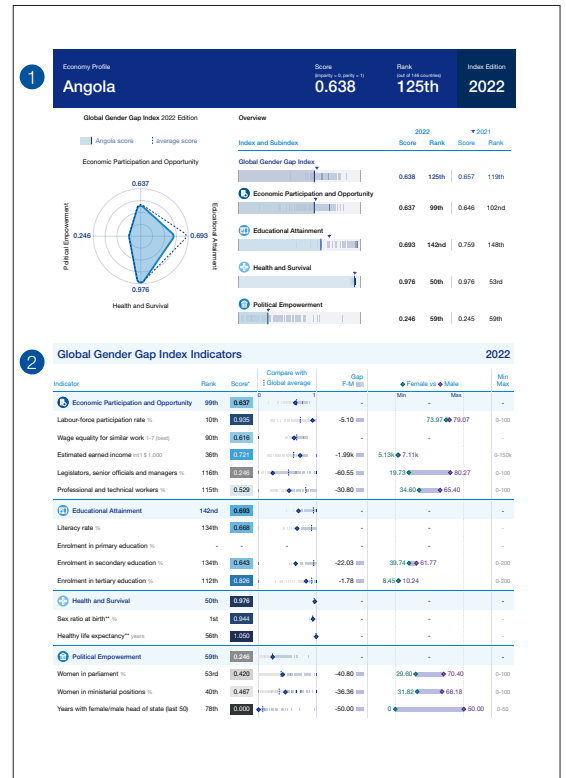 1
Economy Profile
Angola
Score
(imparity = 0, parity = 1)
0.638
Rank
(out of 146 countries)
125th
Index Edition
2022
Global Gender Gap Index 2022 Edition
Angola score
average score
Economic Participation and Opportunity
0.637
Political Empowerment
0.246
0.693
Educational Attainment
0.976
Health and Survival
Overview
2022 ▼2021
Index and Subindex Score Rank Score Rank
Global Gender Gap Index
0.638 125th 0.657 119th
Economic Participation and Opportunity
0.637 99th 0.646 102nd
Educational Attainment
0.693 142nd 0.759 148th
Health and Survival
0.976 50th 0.976 53rd
Political Empowerment
0.246 59th 0.245 59th
2
Global Gender Gap Index Indicators 2022
Indicator Rank Score* Compare with Global average Gap F-M Female vs Male Min Max
0 1 Min Max
Economic Participation and Opportunity 99th 0.637 - - -
Labour-force participation rate % 10th 0.935 -5.10 73.97 79.07 0-100
Wage equality for similar work 1-7 (best) 90th 0.616 - - -
Estimated earned income int'l $ 1,000 36th 0.721 -1.99k 5.13k 7.11k 0-150k
Legislators, senior officials and managers % 116th 0.246 -60.55 19.73 80.27 0-100
Professional and technical workers % 115th 0.529 -30.80 34.60 65.40 0-100
Educational Attainment 142nd 0.693 - - -
Literacy rate % 134th 0.668 - - -
Enrolment in primary education % - - - - - -
Enrolment in secondary education % 134th 0.643 -22.03 39.74 61.77 0-200
Enrolment in tertiary education % 112th 0.826 -1.78 8.45 10.24 0-200
Health and Survival 50th 0.976 - - -
Sex ratio at birth** % 1st 0.944 - - -
Healthy life expectancy** years 56th 1.050 - - -
Political Empowerment 59th 0.246 - - -
Women in parliament % 53rd 0.420 -40.80 29.60 70.40 0-100
Women in ministerial positions % 40th 0.467 -36.36 31.82 68.18 0-100
Years with female/male head of state (last 50) 78th 0.000 -50.00 0 50.00 0-50